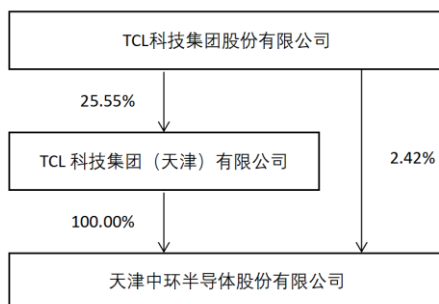 TCL科技集团股份有限公司
25.55%
TCL 科技集团（天津）有限公司
2.42%
100.00%
天津中环半导体股份有限公司